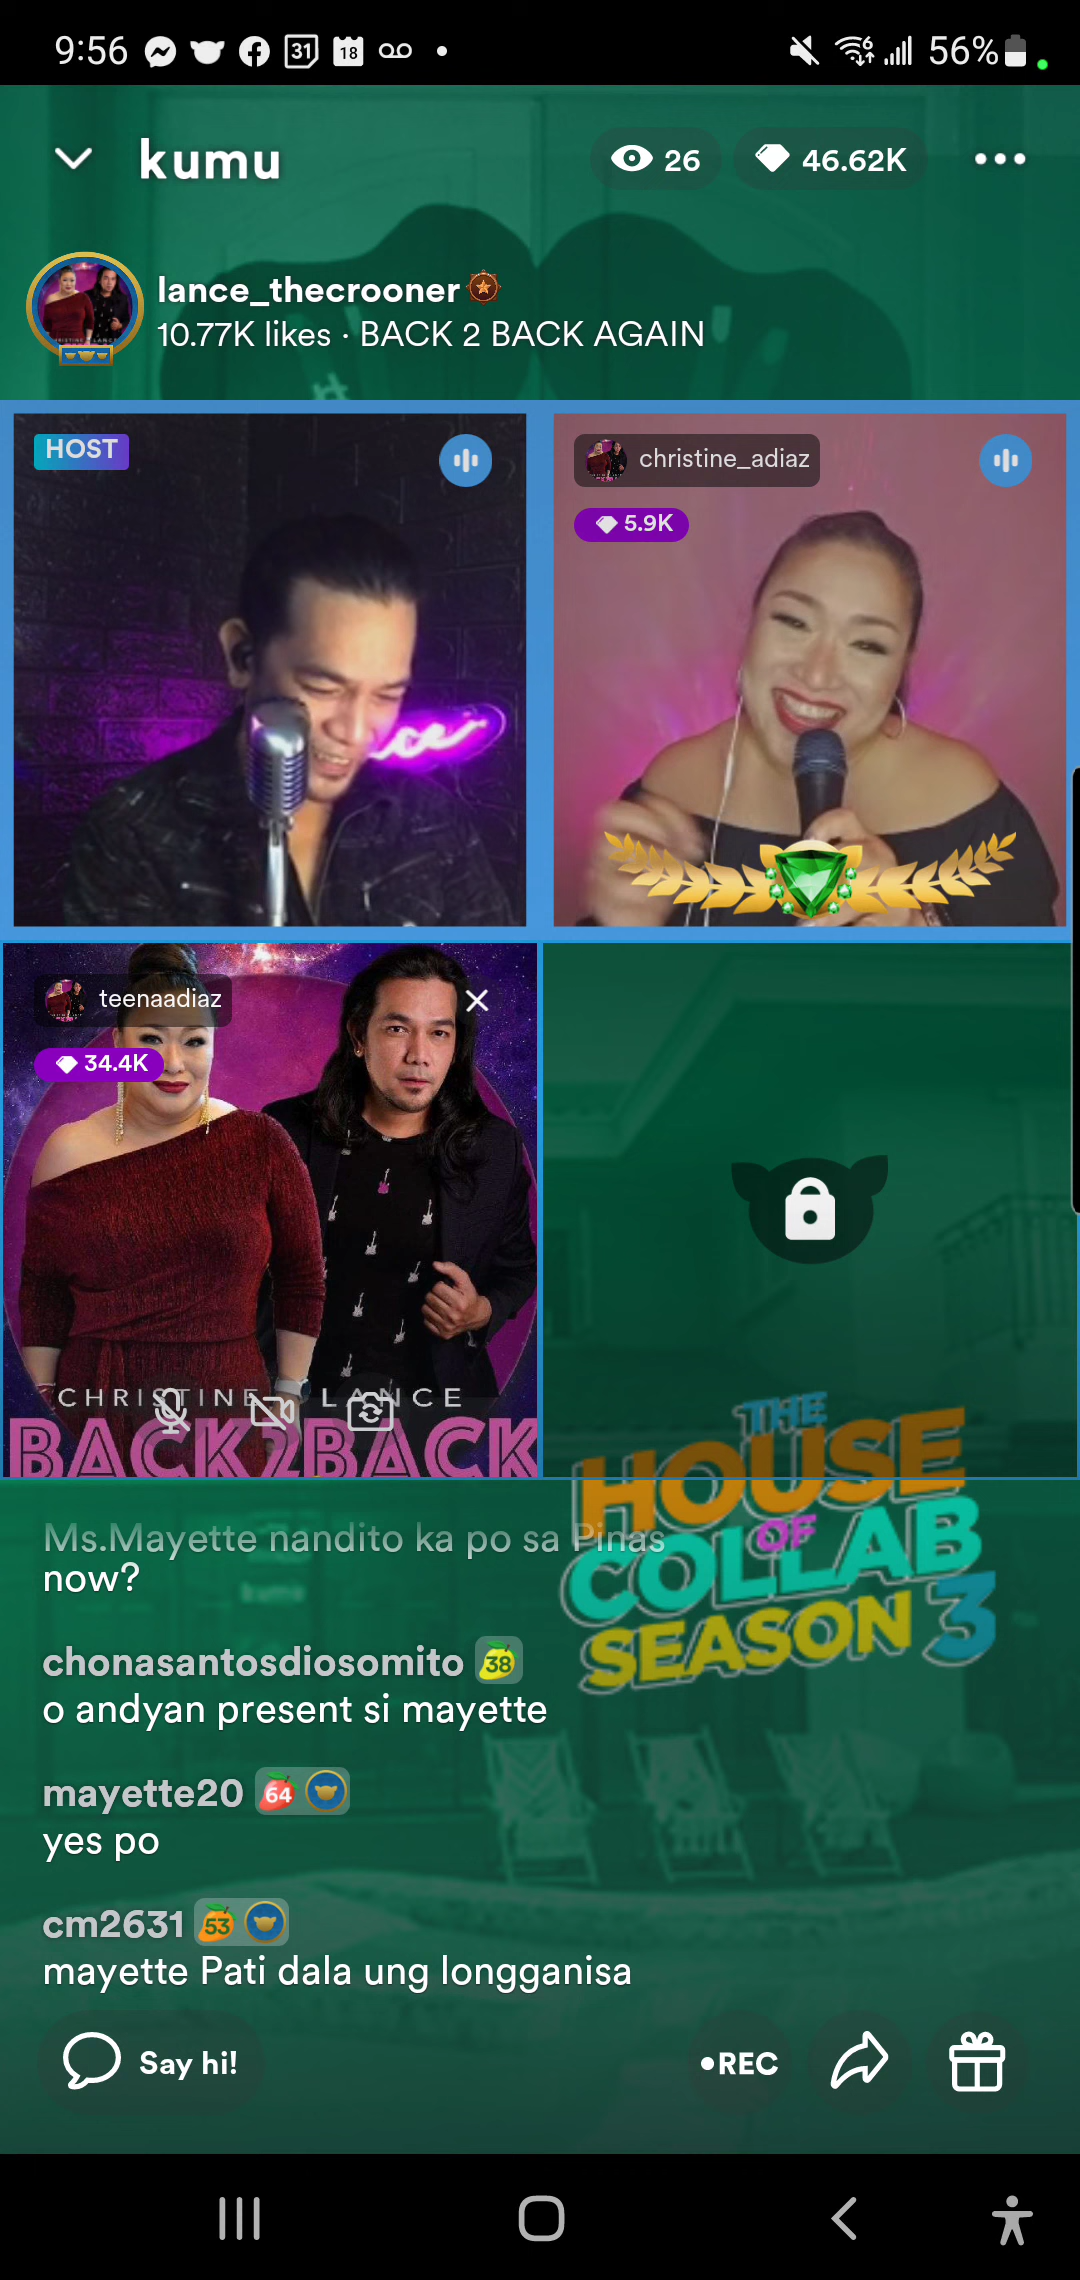 9:56 31 18 56%
kumu 26 46.62K
lance_thecrooner
10.77K likes · BACK 2 BACK AGAIN
HOST
christine_adiaz
5.9K
ce
teenaadiaz
34.4K
CHRISTINE LANCE
BACK2BACK
THE
HOUSE
OF
COLLAB
SEASON 3
Ms.Mayette nandito ka po sa Pinas
now?
chonasantosdiosomito 38
o andyan present si mayette
mayette20 64
yes po
cm2631 53
mayette Pati dala ung longganisa
Say hi! •REC